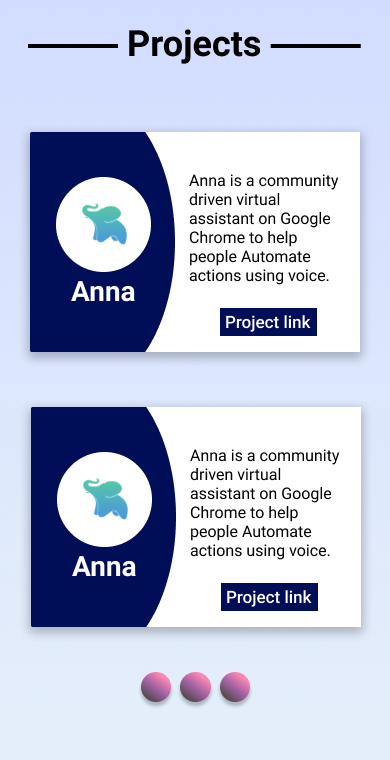 Projects
Anna is a community
driven virtual
assistant on Google
Chrome to help
people Automate
actions using voice.
Anna
Project link
Anna is a community
driven virtual
assistant on Google
Chrome to help
people Automate
actions using voice.
Anna
Project link